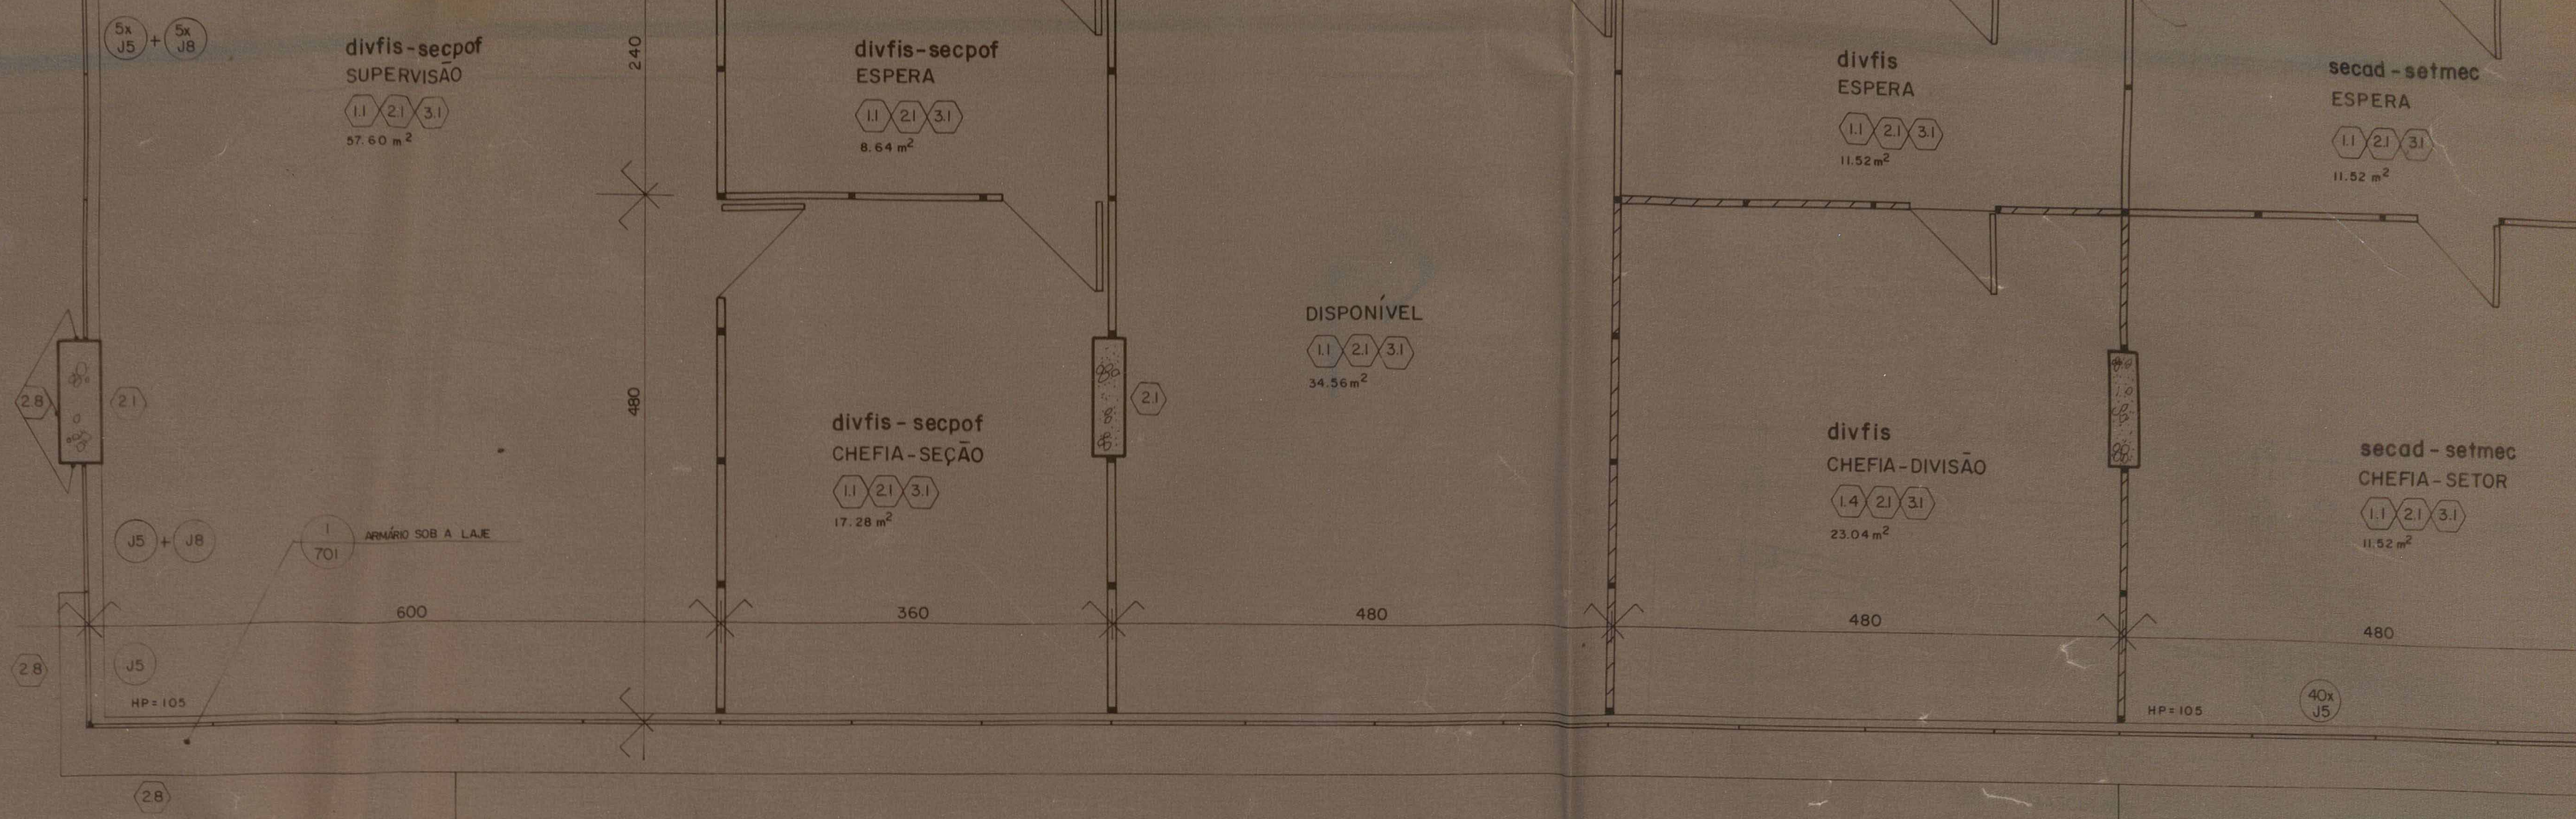 5x
J5
+
5x
J8
divfis-secpof
SUPERVISÃO
1.1 2.1 3.1
57.60 m²
240
divfis-secpof
ESPERA
1.1 2.1 3.1
8.64 m²
divfis
ESPERA
1.1 2.1 3.1
11.52 m²
secad-setmec
ESPERA
1.1 2.1 3.1
11.52 m²
480
2.8
2.1
divfis - secpof
CHEFIA-SEÇÃO
1.1 2.1 3.1
17.28 m²
2.1
DISPONÍVEL
1.1 2.1 3.1
34.56 m²
divfis
CHEFIA-DIVISÃO
1.4 2.1 3.1
23.04 m²
secad - setmec
CHEFIA-SETOR
1.1 2.1 3.1
11.52 m²
J5 + J8
1
701
ARMÁRIO SOB A LAJE
600
360
480
480
480
2.8
J5
HP=105
HP=105
40x
J5
2.8